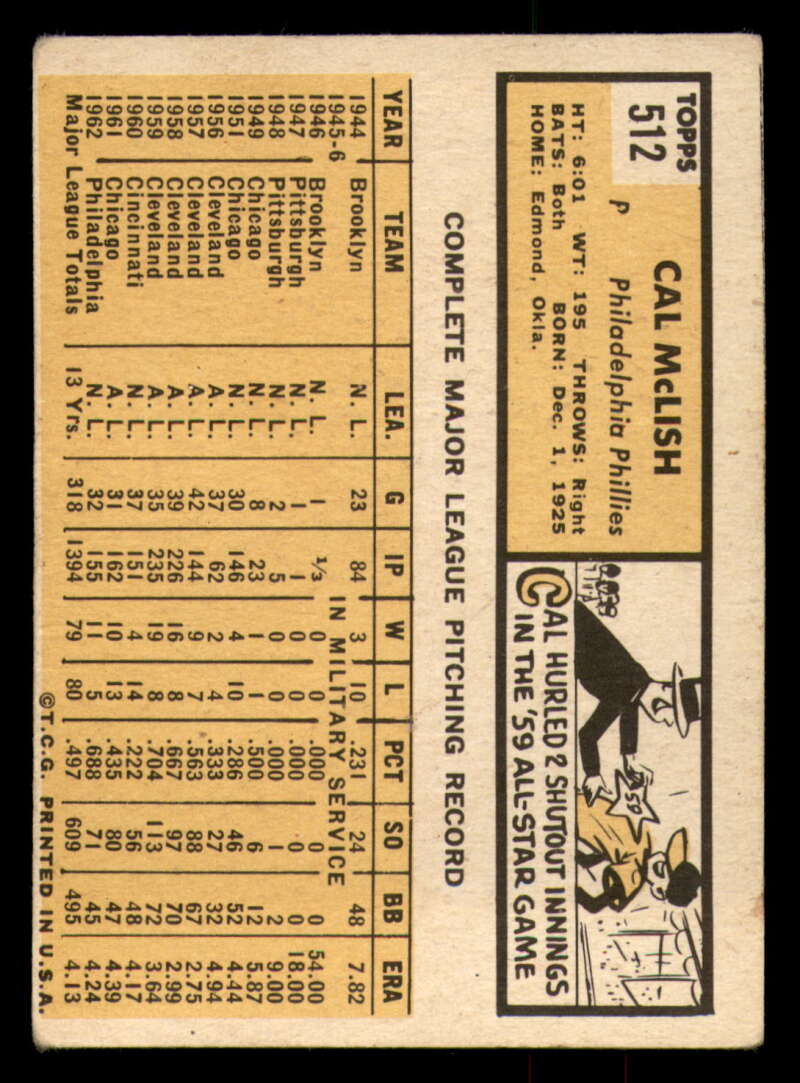 TOPPS
512
CAL McLISH
P Philadelphia Phillies
HT: 6:01 WT: 195 THROWS: Right
BATS: Both BORN: Dec. 1, 1925
HOME: Edmond, Okla.
59
CAL HURLED 2 SHUTOUT INNINGS
IN THE '59 ALL-STAR GAME
COMPLETE MAJOR LEAGUE PITCHING RECORD
YEAR TEAM LEA. G IP W L PCT SO BB ERA
1944 Brooklyn N. L. 23 84 3 10 .231 24 48 7.82
1945-6 IN MILITARY SERVICE
1946 Brooklyn N. L. 1 1/3 0 0 .000 0 0 54.00
1947 Pittsburgh N. L. 1 1 0 0 .000 0 0 18.00
1948 Pittsburgh N. L. 2 5 0 0 .000 1 2 9.00
1949 Chicago N. L. 8 23 1 1 .500 6 12 5.87
1951 Chicago N. L. 30 146 4 10 .286 46 52 4.44
1956 Cleveland A. L. 37 62 2 4 .333 27 32 4.94
1957 Cleveland A. L. 42 144 9 7 .563 88 67 2.75
1958 Cleveland A. L. 39 226 16 8 .667 97 70 2.99
1959 Cleveland A. L. 35 235 19 8 .704 113 72 3.64
1960 Cincinnati N. L. 37 151 4 14 .222 56 48 4.17
1961 Chicago A. L. 31 162 10 13 .435 80 47 4.39
1962 Philadelphia N. L. 32 155 11 5 .688 71 45 4.24
Major League Totals 13 Yrs. 318 1394 79 80 .497 609 495 4.13
©T.C.G. PRINTED IN U.S.A.